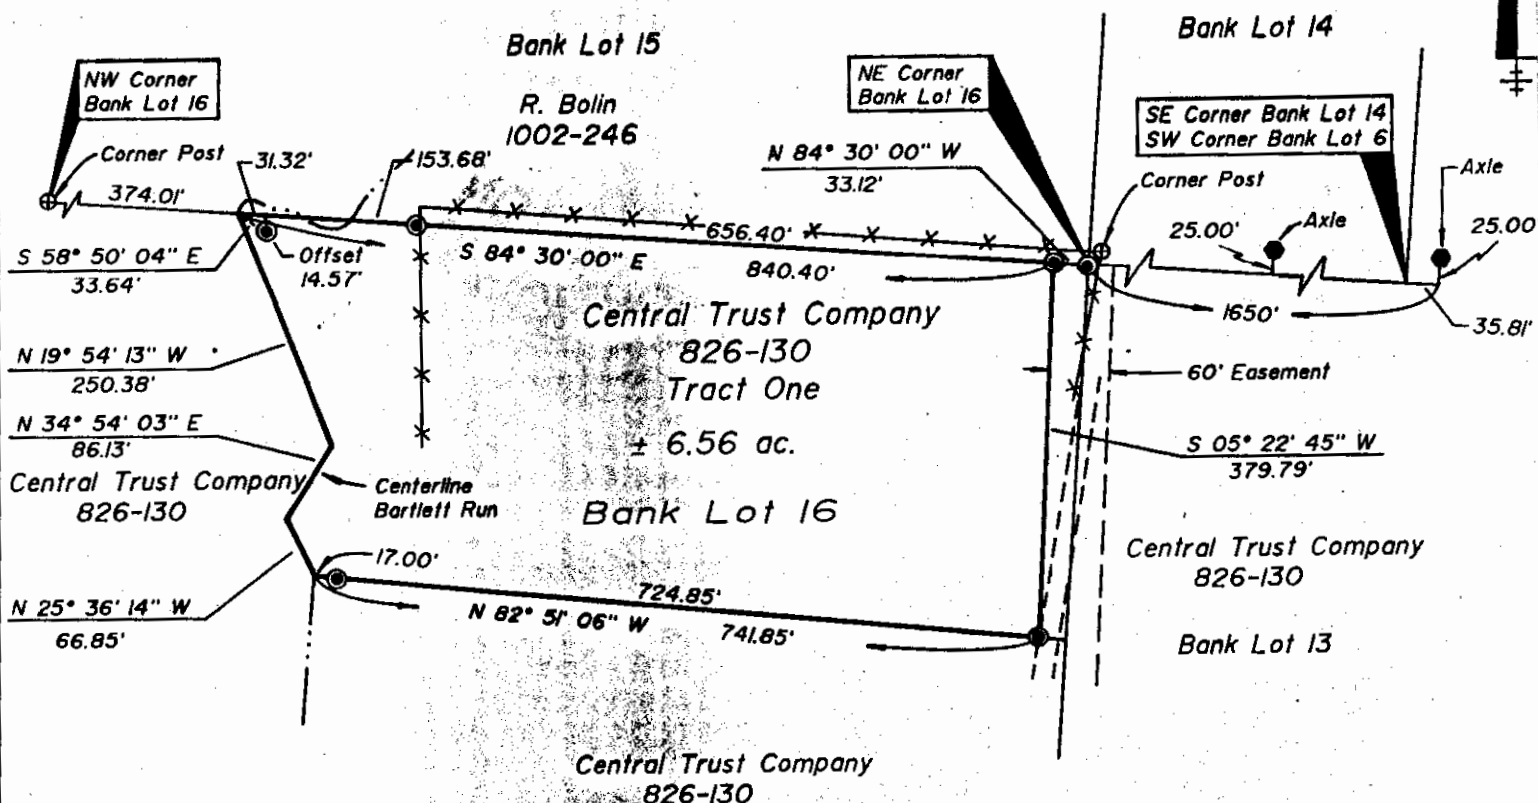 Bank Lot 15
Bank Lot 14
NW Corner
Bank Lot 16
R. Bolin
1002-246
NE Corner
Bank Lot 16
SE Corner Bank Lot 14
SW Corner Bank Lot 6
Corner Post
31.32'
153.68'
N 84° 30' 00" W
33.12'
Corner Post
Axle
374.01'
25.00'
Axle
25.00
S 58° 50' 04" E
33.64'
Offset
14.57'
S 84° 30' 00" E
656.40'
840.40'
1650'
35.81'
Central Trust Company
826-130
Tract One
± 6.56 ac.
N 19° 54' 13" W
250.38'
60' Easement
N 34° 54' 03" E
86.13'
S 05° 22' 45" W
379.79'
Central Trust Company
826-130
Centerline
Bartlett Run
Bank Lot 16
Central Trust Company
826-130
17.00'
724.85'
N 25° 36' 14" W
66.85'
N 82° 51' 06" W
741.85'
Bank Lot 13
Central Trust Company
826-130